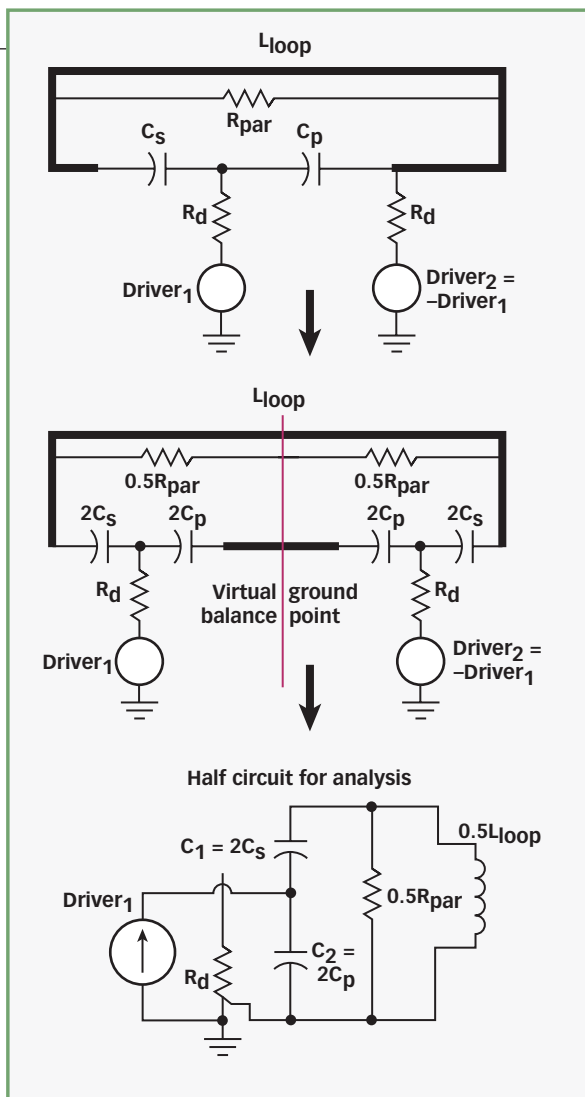 Lloop
Rpar
Cs
Cp
Rd
Rd
Driver1
Driver2 =
–Driver1
Lloop
0.5Rpar
0.5Rpar
2Cs
2Cp
2Cp
2Cs
Rd
Rd
Virtual ground
balance point
Driver1
Driver2 =
–Driver1
Half circuit for analysis
C1 = 2Cs
0.5Lloop
Driver1
0.5Rpar
C2 =
2Cp
Rd